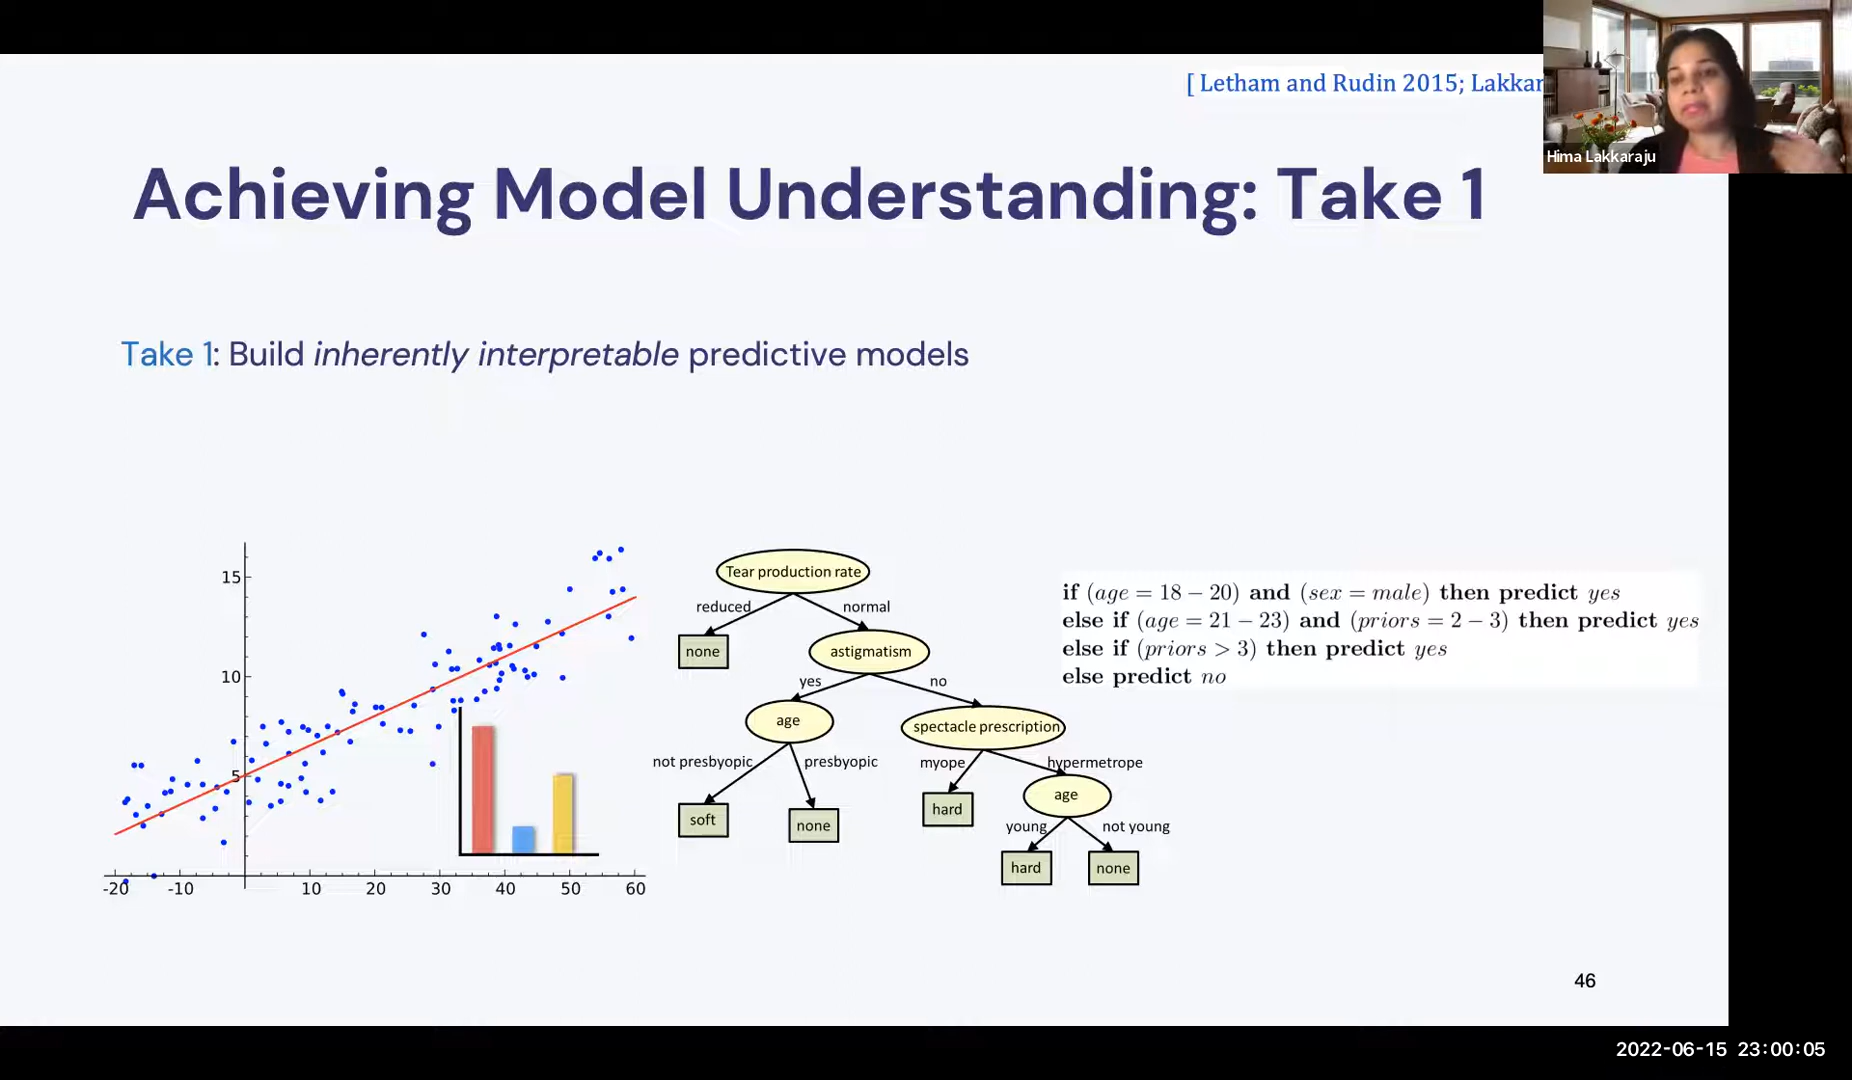 [ Letham and Rudin 2015;
Hima Lakkaraju
Achieving Model Understanding: Take 1
Take 1: Build inherently interpretable predictive models
15
10
5
-20 -10 10 20 30 40 50 60
Tear production rate
reduced normal
none astigmatism
yes no
age spectacle prescription
not presbyopic presbyopic myope hypermetrope
soft none hard age
young not young
hard none
if (age = 18 − 20) and (sex = male) then predict yes
else if (age = 21 − 23) and (priors = 2 − 3) then predict yes
else if (priors > 3) then predict yes
else predict no
46
2022-06-15 23:00:05